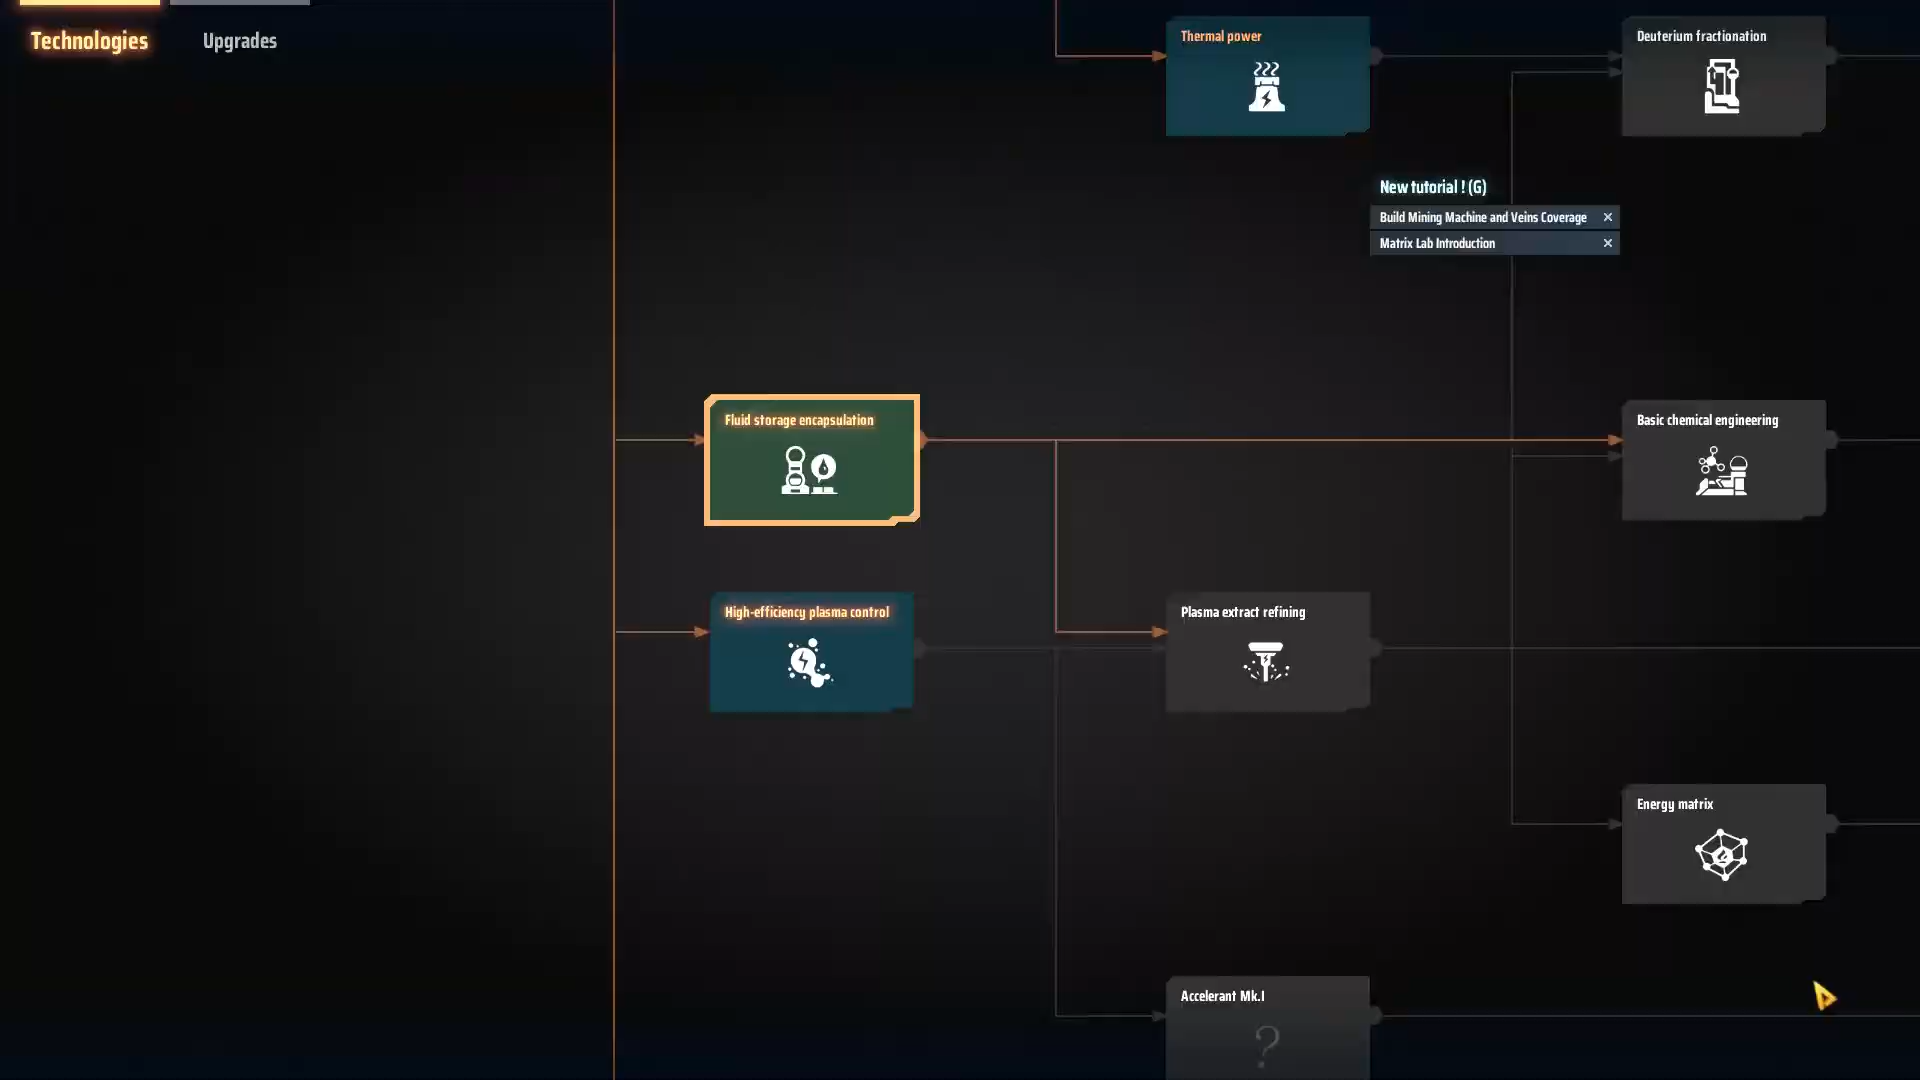 Technologies
Upgrades
Thermal power
Deuterium fractionation
New tutorial ! (G)
Build Mining Machine and Veins Coverage
Matrix Lab Introduction
Fluid storage encapsulation
Basic chemical engineering
High-efficiency plasma control
Plasma extract refining
Energy matrix
Accelerant Mk.I
?